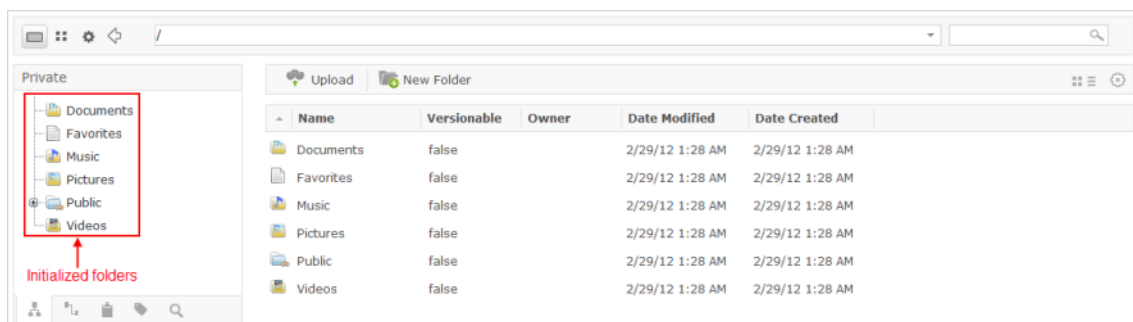 /
Private
Upload New Folder
Documents
Favorites
Music
Pictures
Public
Videos
Initialized folders
Name Versionable Owner Date Modified Date Created
Documents false 2/29/12 1:28 AM 2/29/12 1:28 AM
Favorites false 2/29/12 1:28 AM 2/29/12 1:28 AM
Music false 2/29/12 1:28 AM 2/29/12 1:28 AM
Pictures false 2/29/12 1:28 AM 2/29/12 1:28 AM
Public false 2/29/12 1:28 AM 2/29/12 1:28 AM
Videos false 2/29/12 1:28 AM 2/29/12 1:28 AM